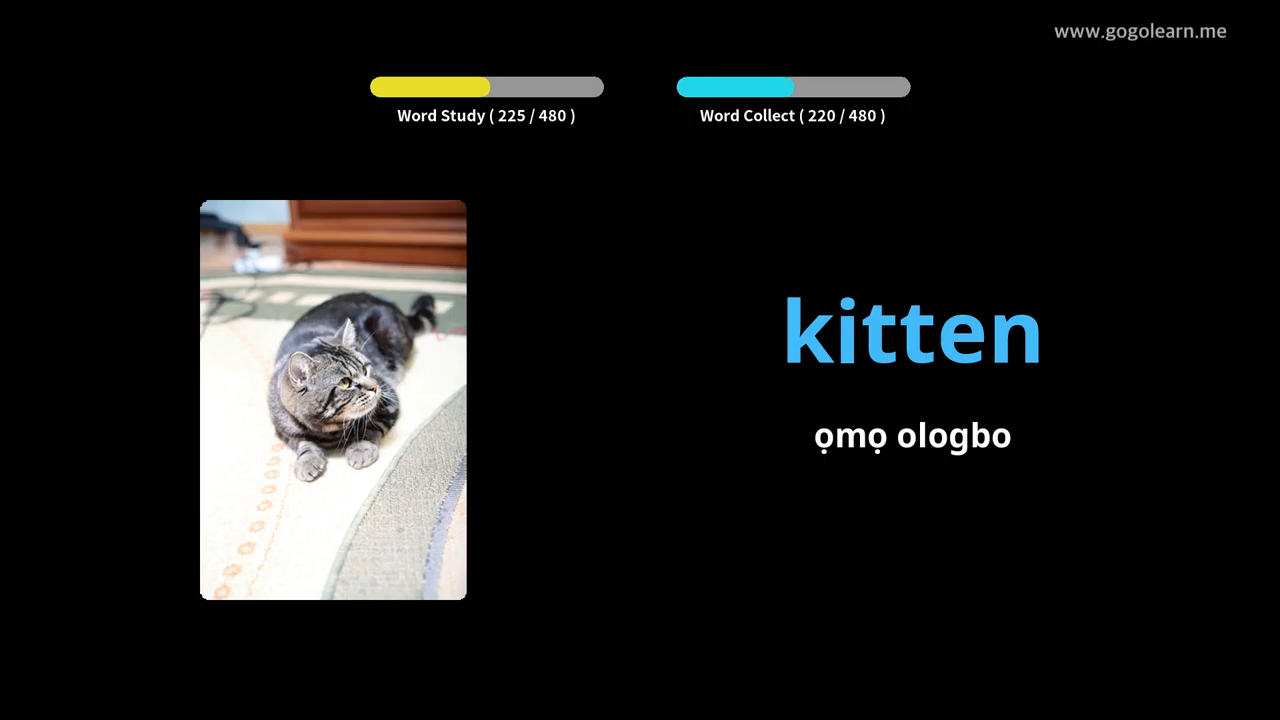 www.gogolearn.me
Word Study ( 225 / 480 )
Word Collect ( 220 / 480 )
kitten
ọmọ ologbo